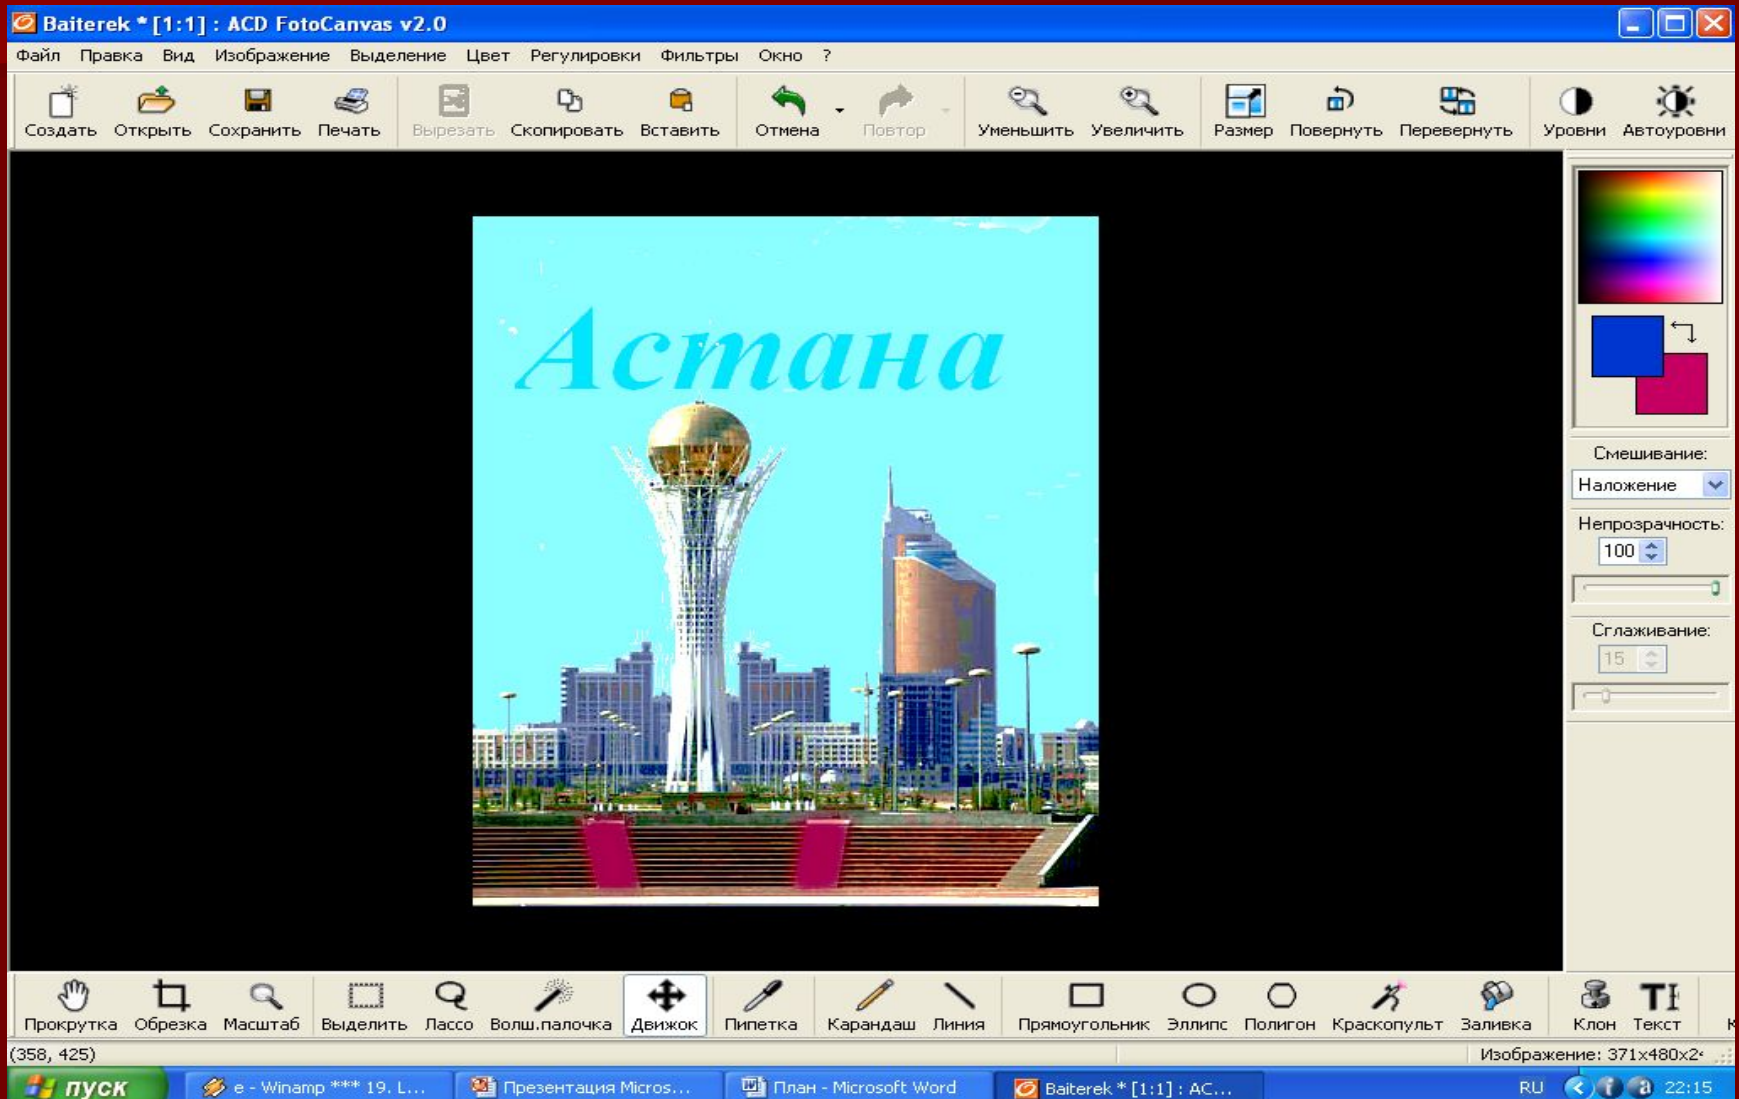 Baiterek * [1:1] : ACD FotoCanvas v2.0
Файл Правка Вид Изображение Выделение Цвет Регулировки Фильтры Окно ?
Создать Открыть Сохранить Печать Вырезать Скопировать Вставить Отмена Повтор Уменьшить Увеличить Размер Повернуть Перевернуть Уровни Автоуровни
Астана
Смешивание:
Наложение
Непрозрачность:
100
Сглаживание:
15
Прокрутка Обрезка Масштаб Выделить Лассо Волш.палочка Движок Пипетка Карандаш Линия Прямоугольник Эллипс Полигон Краскопульт Заливка Клон Текст
(358, 425) Изображение: 371x480x2
пуск e - Winamp *** 19. L... Презентация Micros... План - Microsoft Word Baiterek * [1:1] : AC... RU 22:15